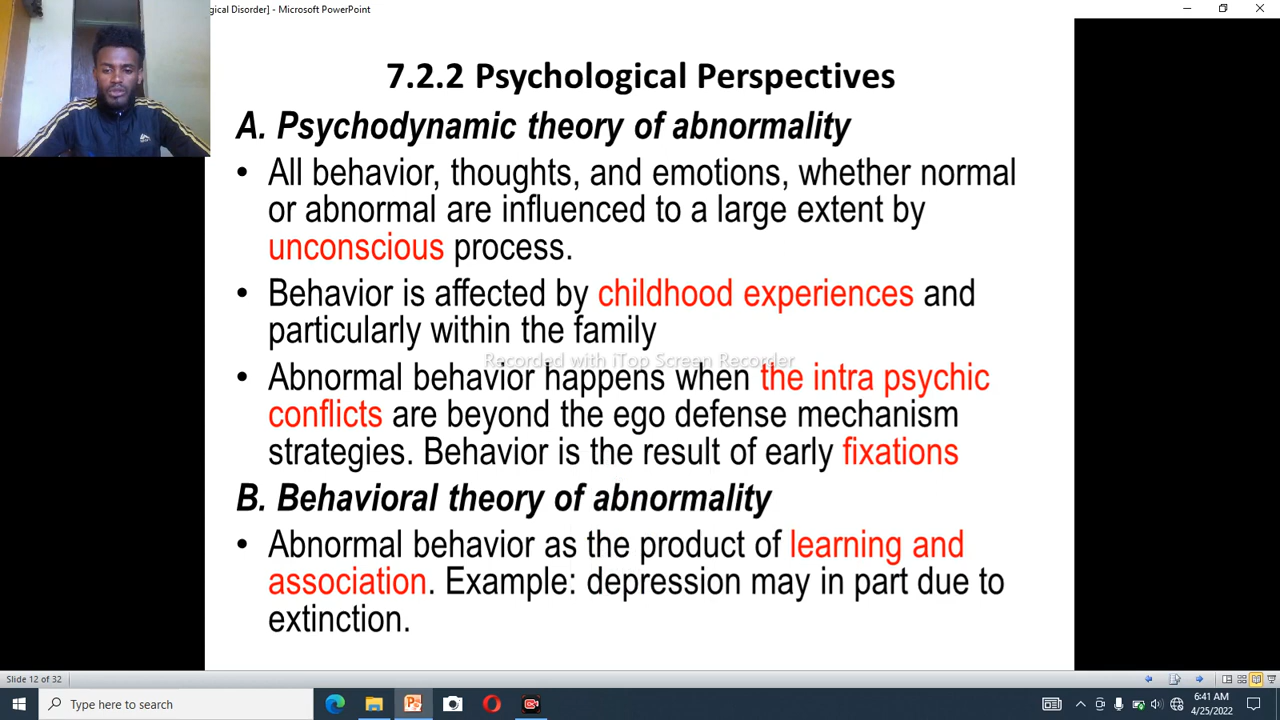 gical Disorder] - Microsoft PowerPoint
7.2.2 Psychological Perspectives
A. Psychodynamic theory of abnormality
• All behavior, thoughts, and emotions, whether normal
or abnormal are influenced to a large extent by
unconscious process.
• Behavior is affected by childhood experiences and
particularly within the family
Recorded with iTop Screen Recorder
• Abnormal behavior happens when the intra psychic
conflicts are beyond the ego defense mechanism
strategies. Behavior is the result of early fixations
B. Behavioral theory of abnormality
• Abnormal behavior as the product of learning and
association. Example: depression may in part due to
extinction.
Slide 12 of 32
Type here to search
6:41 AM
4/25/2022